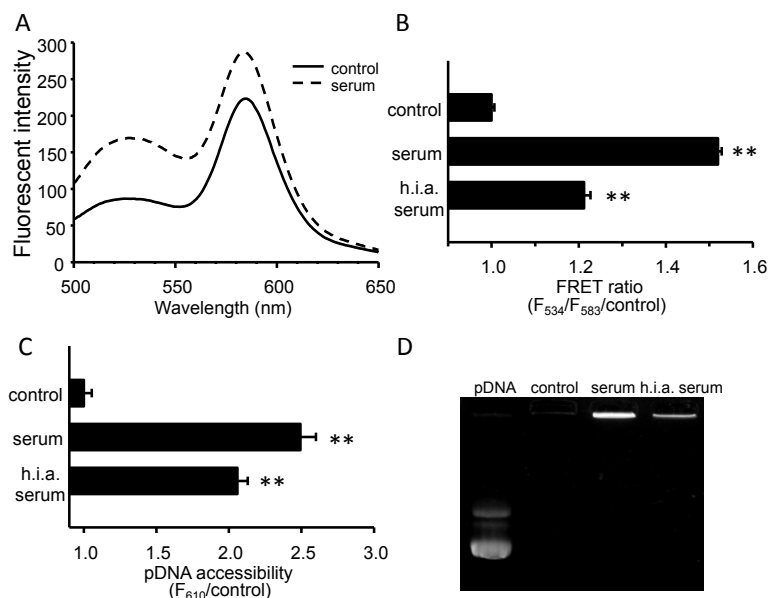 A
Fluorescent intensity
300
250
200
150
100
50
0
500
550
600
650
Wavelength (nm)
control
serum
B
control
serum
**
h.i.a.
serum
**
1.0
1.2
1.4
1.6
FRET ratio
(F534/F583/control)
C
control
serum
**
h.i.a.
serum
**
1.0
2.0
2.5
3.0
pDNA accessibility
(F610/control)
D
pDNA control serum h.i.a. serum